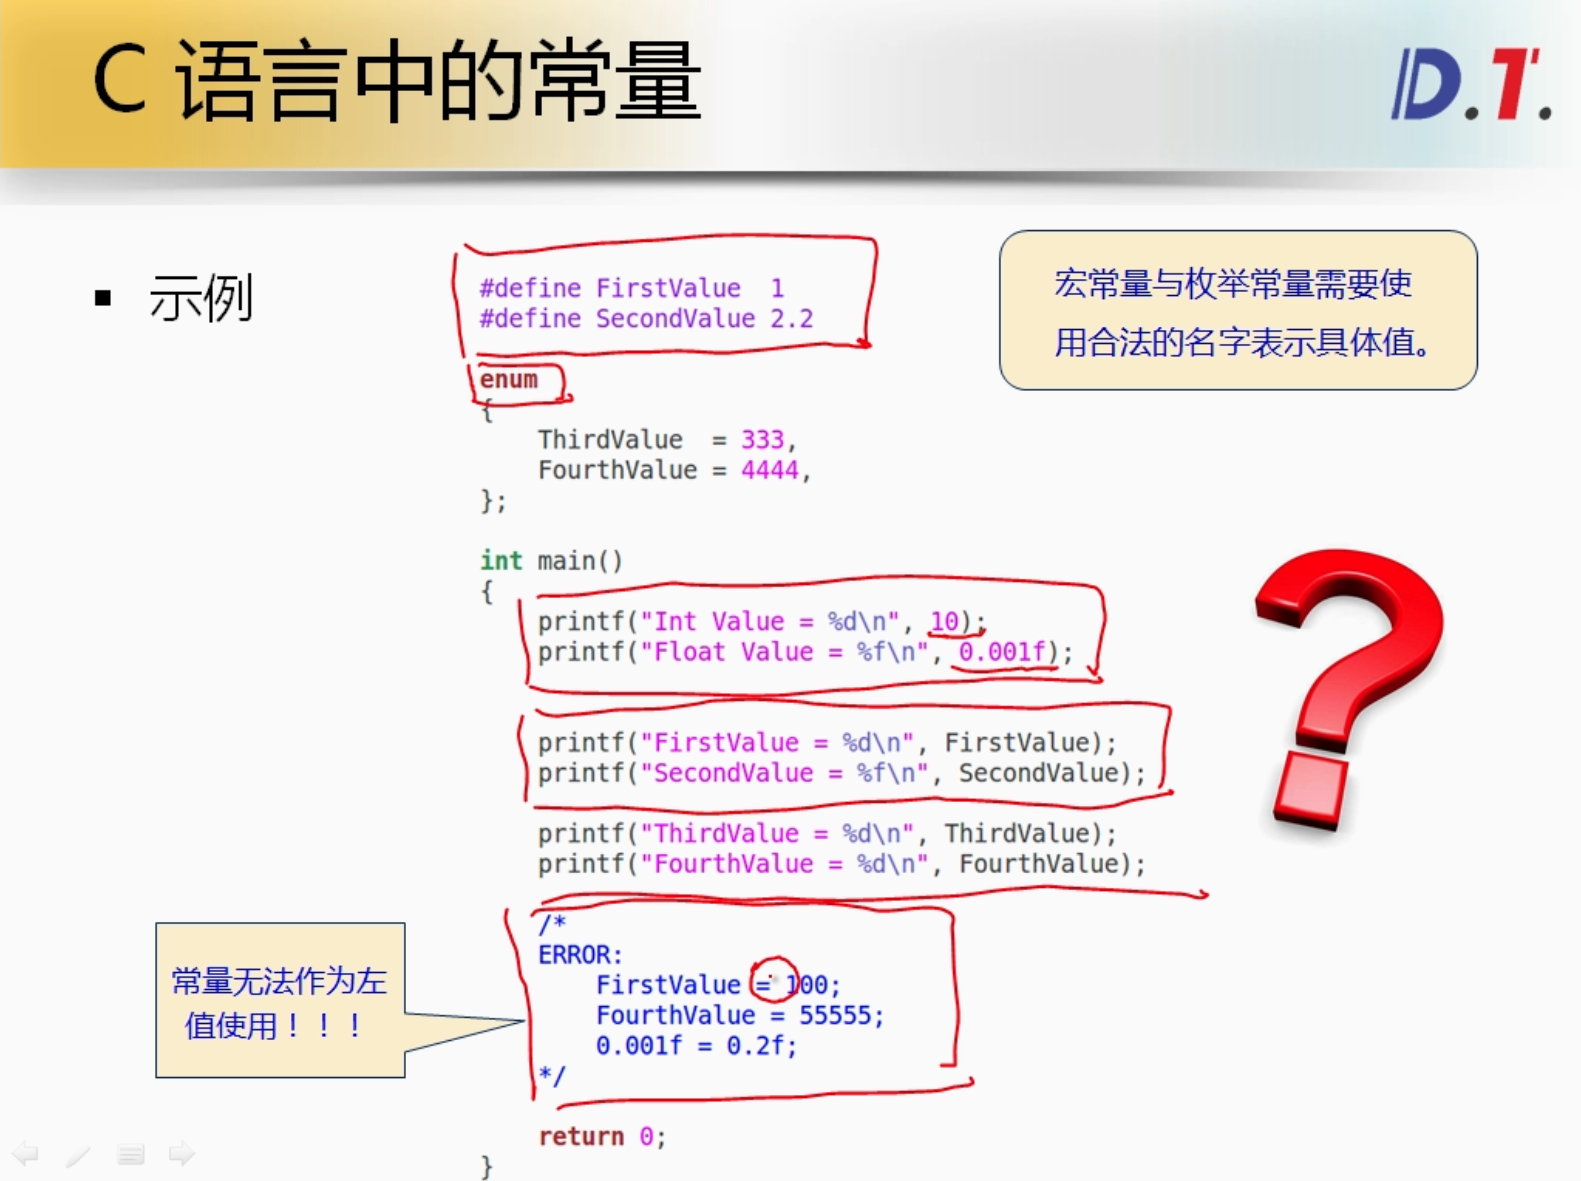 C 语言中的常量
D.T.
▪ 示例
宏常量与枚举常量需要使
用合法的名字表示具体值。
#define FirstValue  1
#define SecondValue 2.2
enum
{
    ThirdValue  = 333,
    FourthValue = 4444,
};
int main()
{
    printf("Int Value = %d\n", 10);
    printf("Float Value = %f\n", 0.001f);
    printf("FirstValue = %d\n", FirstValue);
    printf("SecondValue = %f\n", SecondValue);
    printf("ThirdValue = %d\n", ThirdValue);
    printf("FourthValue = %d\n", FourthValue);
    /*
    ERROR:
        FirstValue = 100;
        FourthValue = 55555;
        0.001f = 0.2f;
    */
常量无法作为左
值使用！！！
    return 0;
}